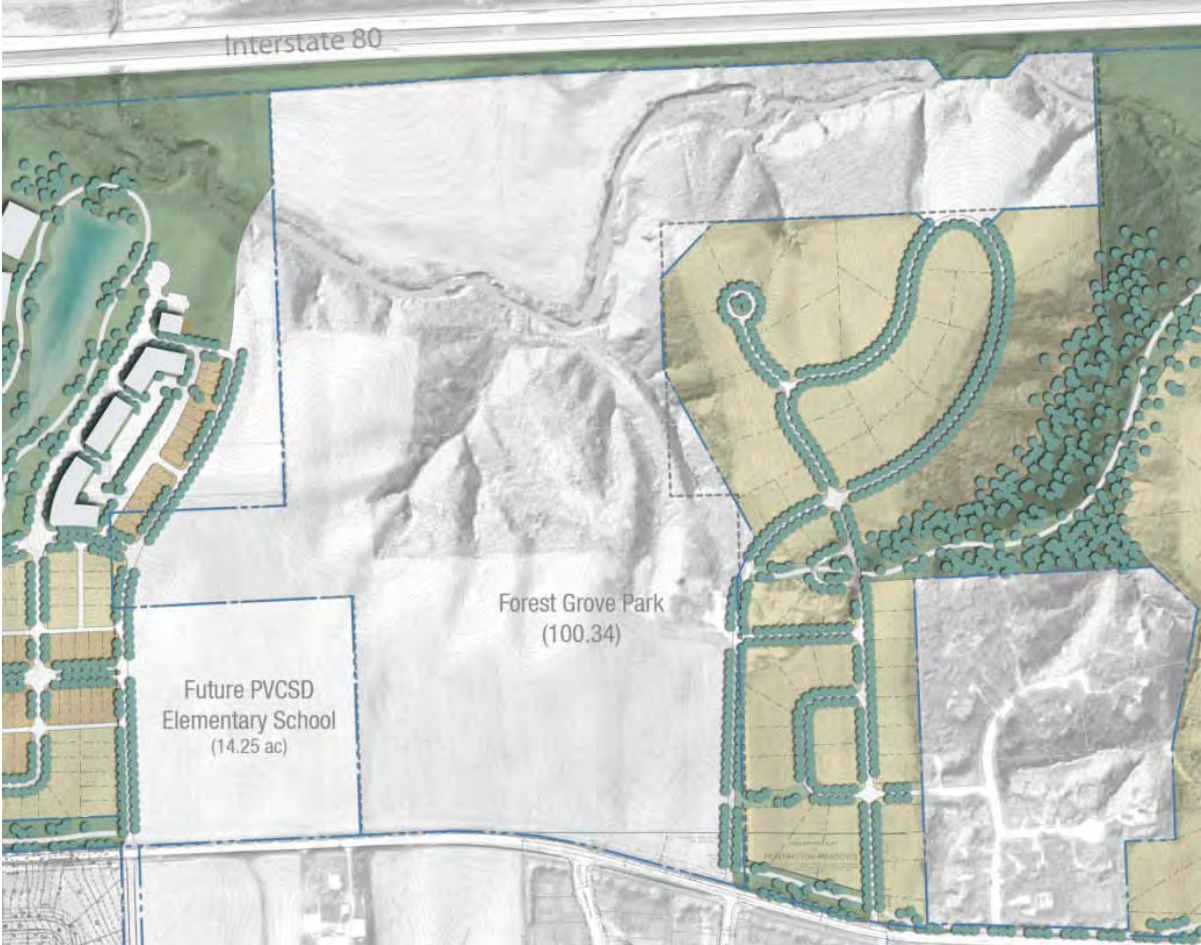 Interstate 80
Forest Grove Park
(100.34)
Future PVCSD
Elementary School
(14.25 ac)